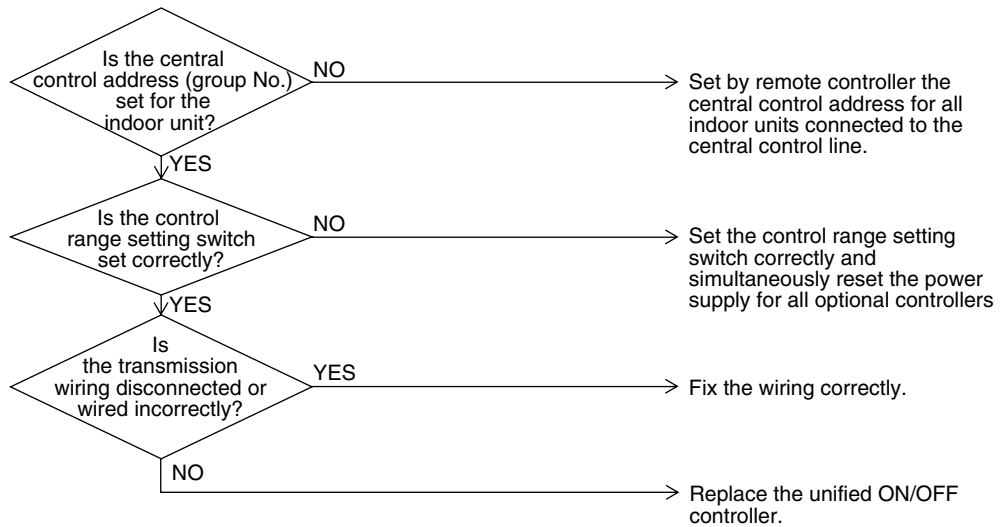 Is the central
control address (group No.)
set for the
indoor unit?
NO
Set by remote controller the
central control address for all
indoor units connected to the
central control line.
YES
Is the control
range setting switch
set correctly?
NO
Set the control range setting
switch correctly and
simultaneously reset the power
supply for all optional controllers
YES
Is
the transmission
wiring disconnected or
wired incorrectly?
YES
Fix the wiring correctly.
NO
Replace the unified ON/OFF
controller.